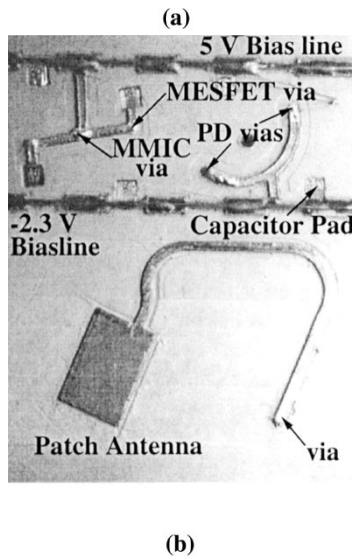 (a)
5 V Bias line
MESFET via
PD vias
MMIC
via
-2.3 V
Biasline
Capacitor Pad
Patch Antenna
via
(b)